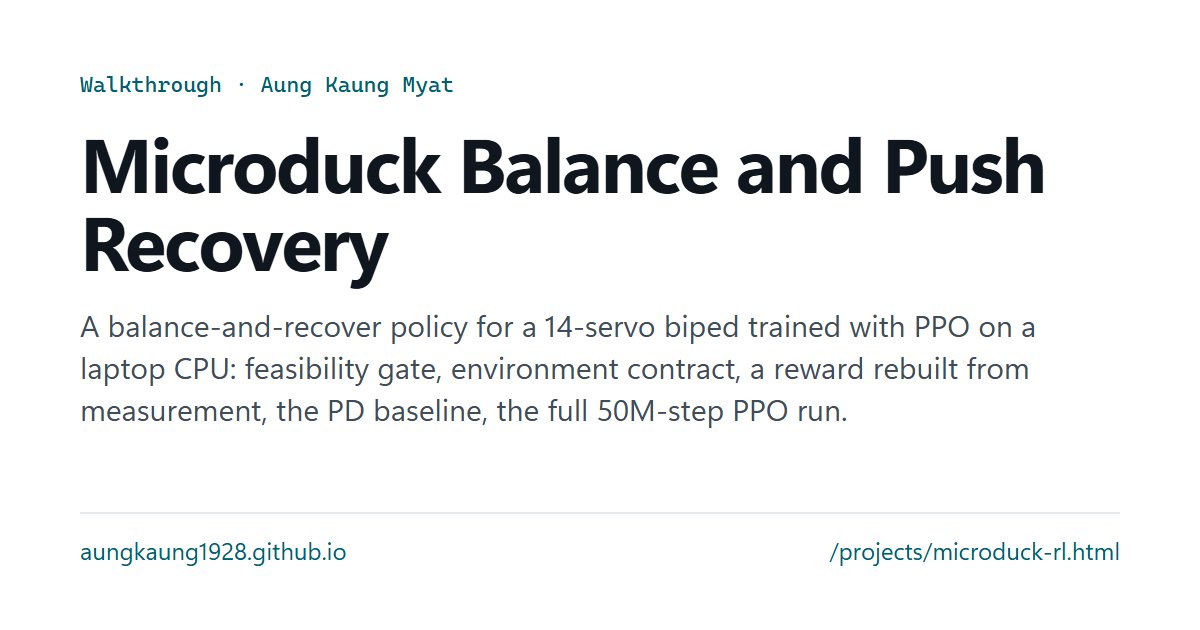 Walkthrough · Aung Kaung Myat
Microduck Balance and Push
Recovery
A balance-and-recover policy for a 14-servo biped trained with PPO on a
laptop CPU: feasibility gate, environment contract, a reward rebuilt from
measurement, the PD baseline, the full 50M-step PPO run.
aungkaung1928.github.io
/projects/microduck-rl.html